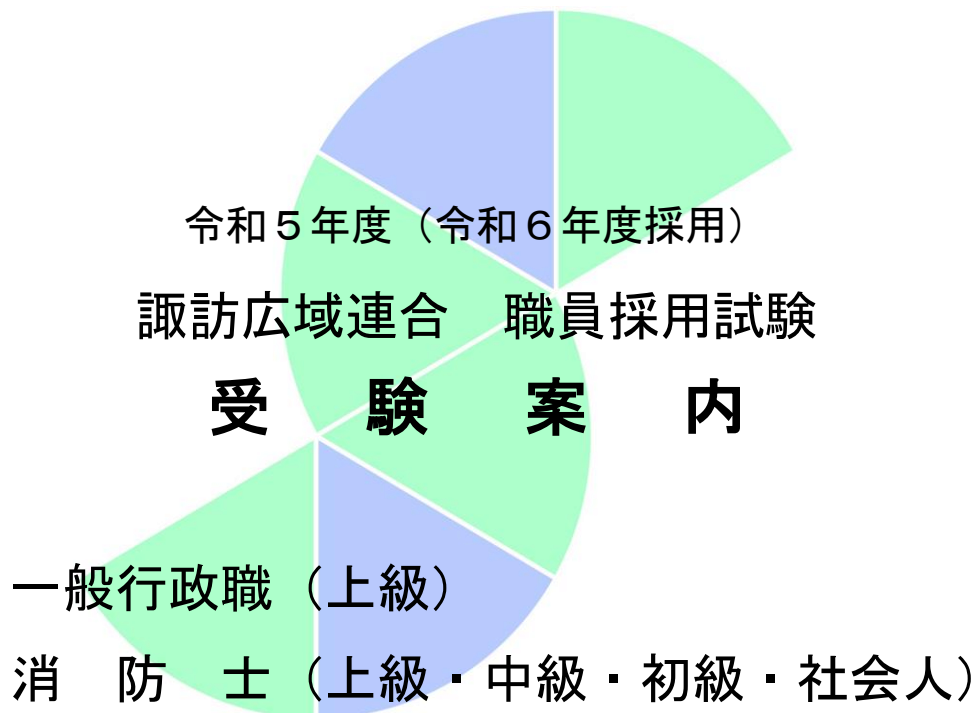 令和５年度（令和６年度採用）
諏訪広域連合　職員採用試験
受　験　案　内
一般行政職（上級）
消　防　士（上級・中級・初級・社会人）